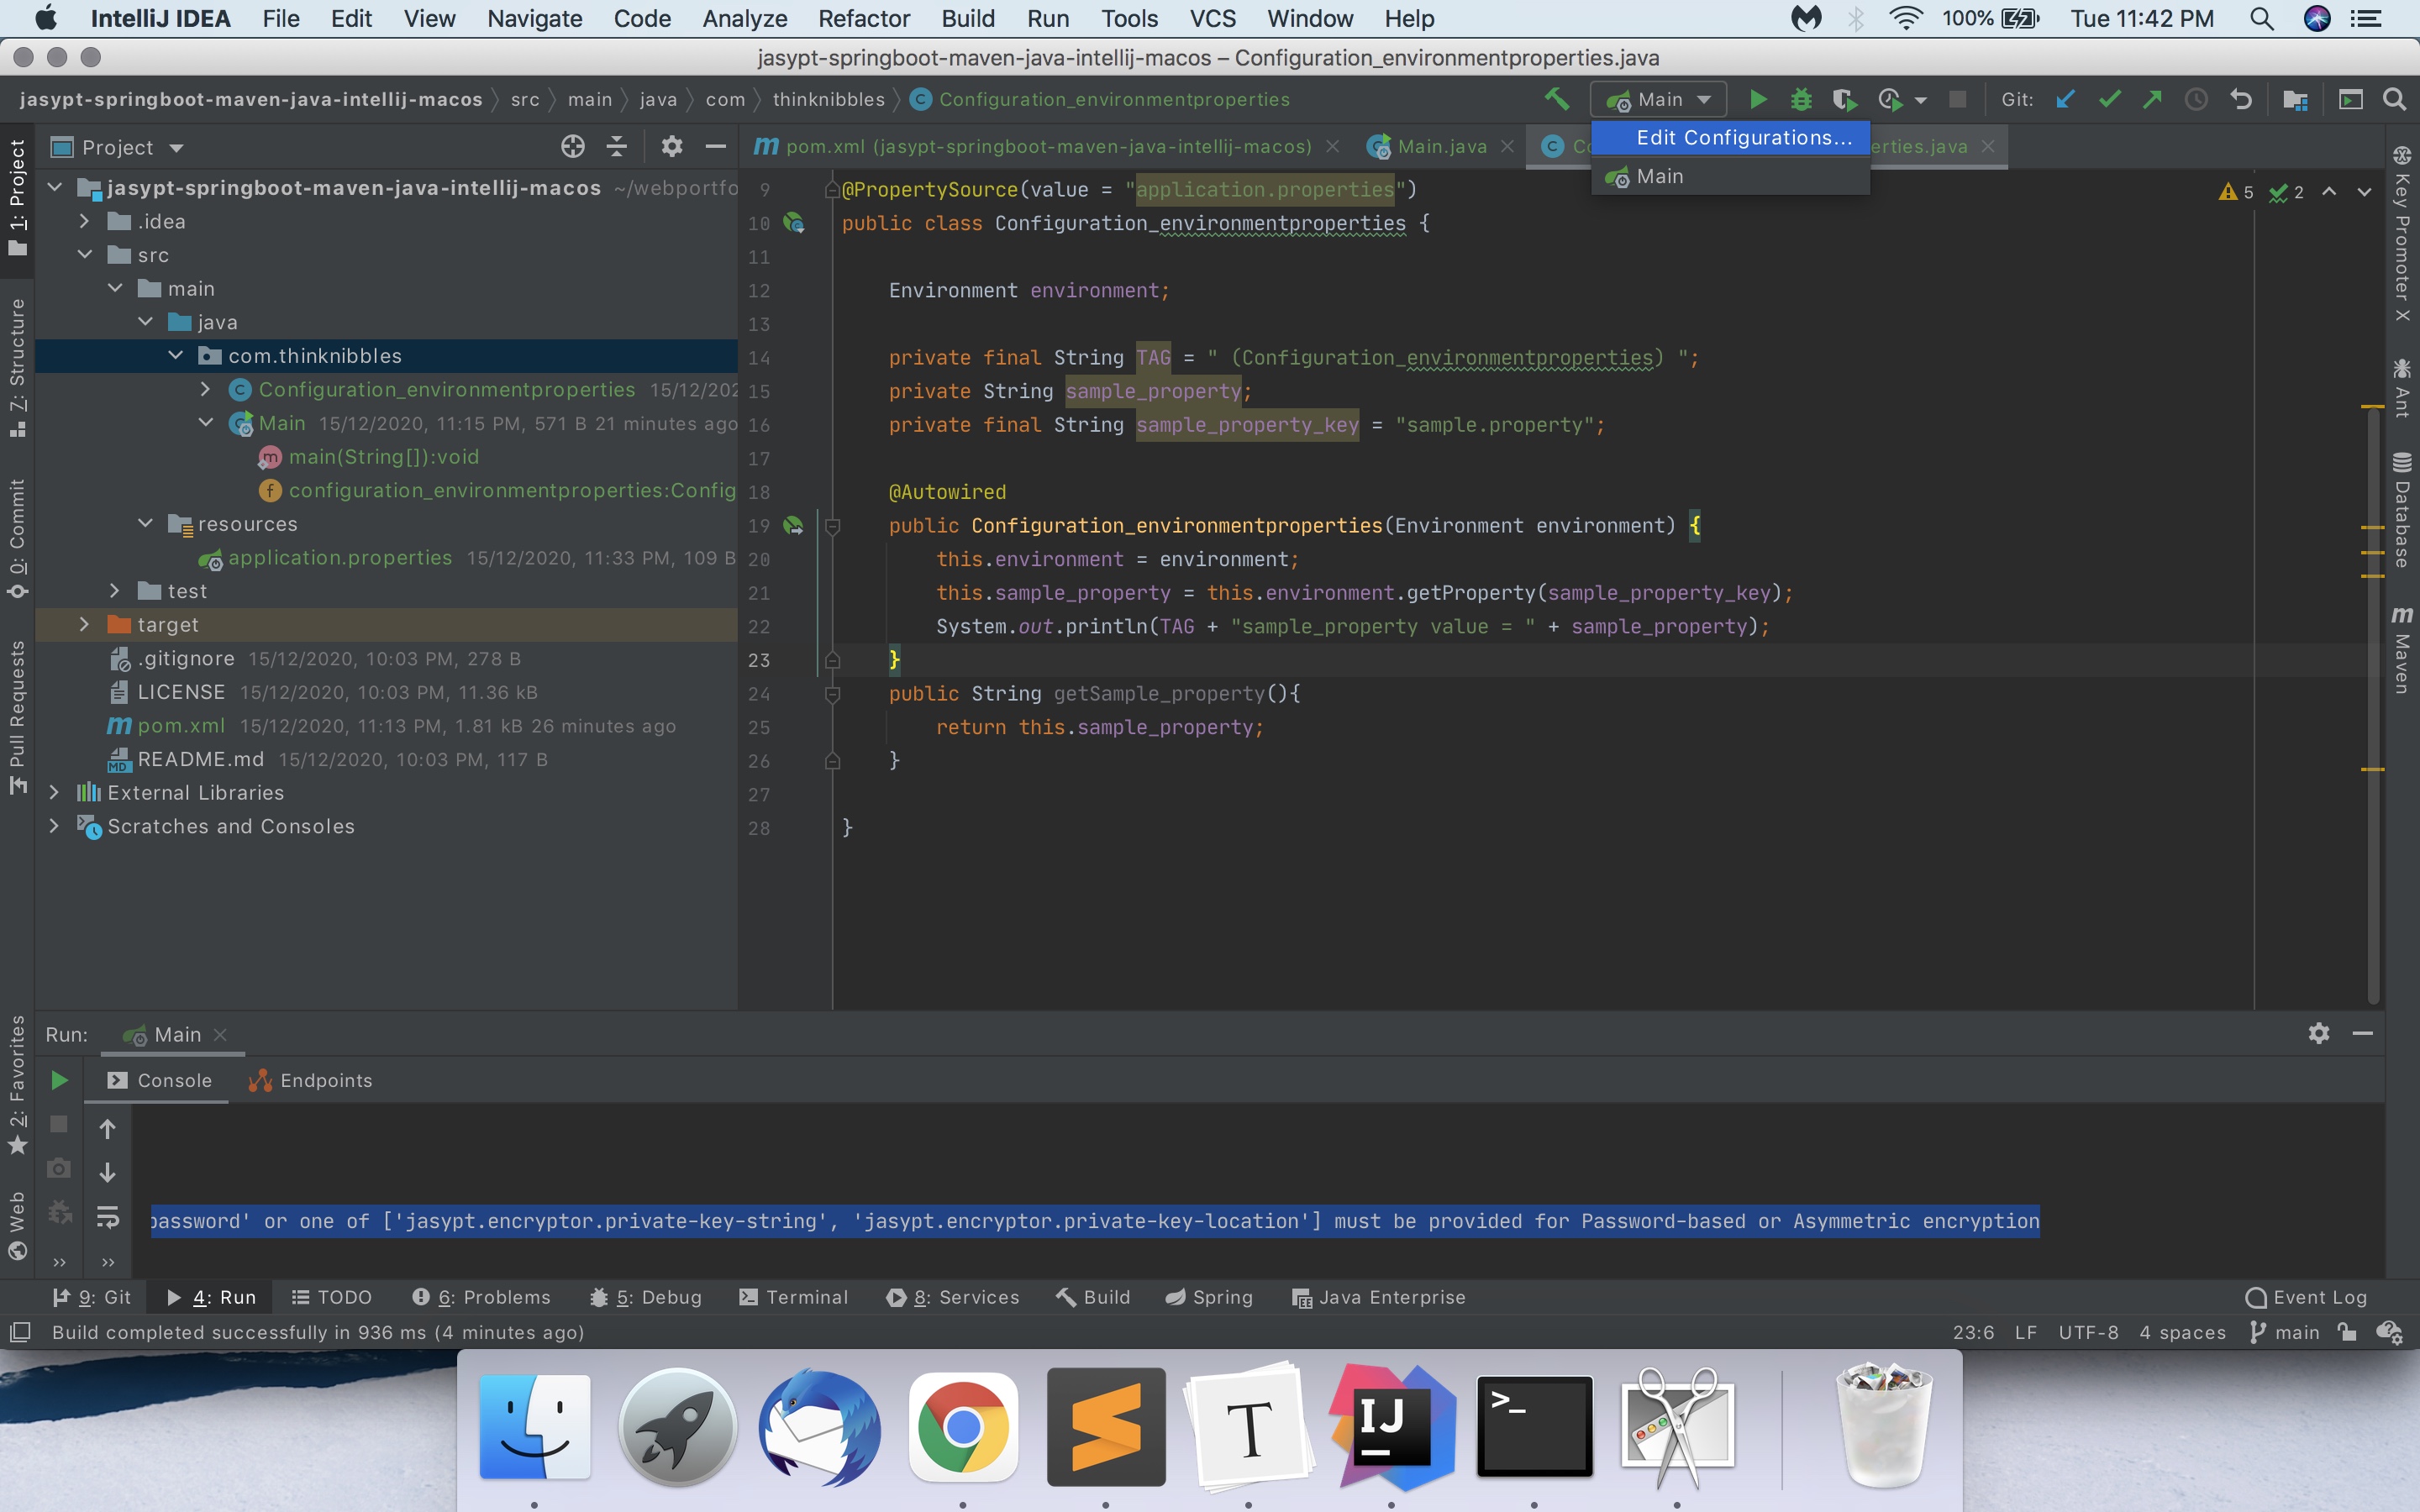 IntelliJ IDEA File Edit View Navigate Code Analyze Refactor Build Run Tools VCS Window Help 100% Tue 11:42 PM
jasypt-springboot-maven-java-intellij-macos – Configuration_environmentproperties.java
jasypt-springboot-maven-java-intellij-macos src main java com thinknibbles Configuration_environmentproperties Main Git:
Edit Configurations...
Main
Project
pom.xml (jasypt-springboot-maven-java-intellij-macos) Main.java Co erties.java
1: Project
7: Structure
0: Commit
Pull Requests
2: Favorites
Web
jasypt-springboot-maven-java-intellij-macos ~/webportfo
.idea
src
main
java
com.thinknibbles
Configuration_environmentproperties 15/12/202
Main 15/12/2020, 11:15 PM, 571 B 21 minutes ago
main(String[]):void
configuration_environmentproperties:Config
resources
application.properties 15/12/2020, 11:33 PM, 109 B
test
target
.gitignore 15/12/2020, 10:03 PM, 278 B
LICENSE 15/12/2020, 10:03 PM, 11.36 kB
pom.xml 15/12/2020, 11:13 PM, 1.81 kB 26 minutes ago
README.md 15/12/2020, 10:03 PM, 117 B
External Libraries
Scratches and Consoles
9 @PropertySource(value = "application.properties")
10 public class Configuration_environmentproperties {
11
12 Environment environment;
13
14 private final String TAG = " (Configuration_environmentproperties) ";
15 private String sample_property;
16 private final String sample_property_key = "sample.property";
17
18 @Autowired
19 public Configuration_environmentproperties(Environment environment) {
20 this.environment = environment;
21 this.sample_property = this.environment.getProperty(sample_property_key);
22 System.out.println(TAG + "sample_property value = " + sample_property);
23 }
24 public String getSample_property(){
25 return this.sample_property;
26 }
27
28 }
5 2
Key Promoter X
Ant
Database
Maven
Run: Main
Console Endpoints
password' or one of ['jasypt.encryptor.private-key-string', 'jasypt.encryptor.private-key-location'] must be provided for Password-based or Asymmetric encryption
9: Git 4: Run TODO 6: Problems 5: Debug Terminal 8: Services Build Spring Java Enterprise Event Log
Build completed successfully in 936 ms (4 minutes ago) 23:6 LF UTF-8 4 spaces main
T
IJ
>_